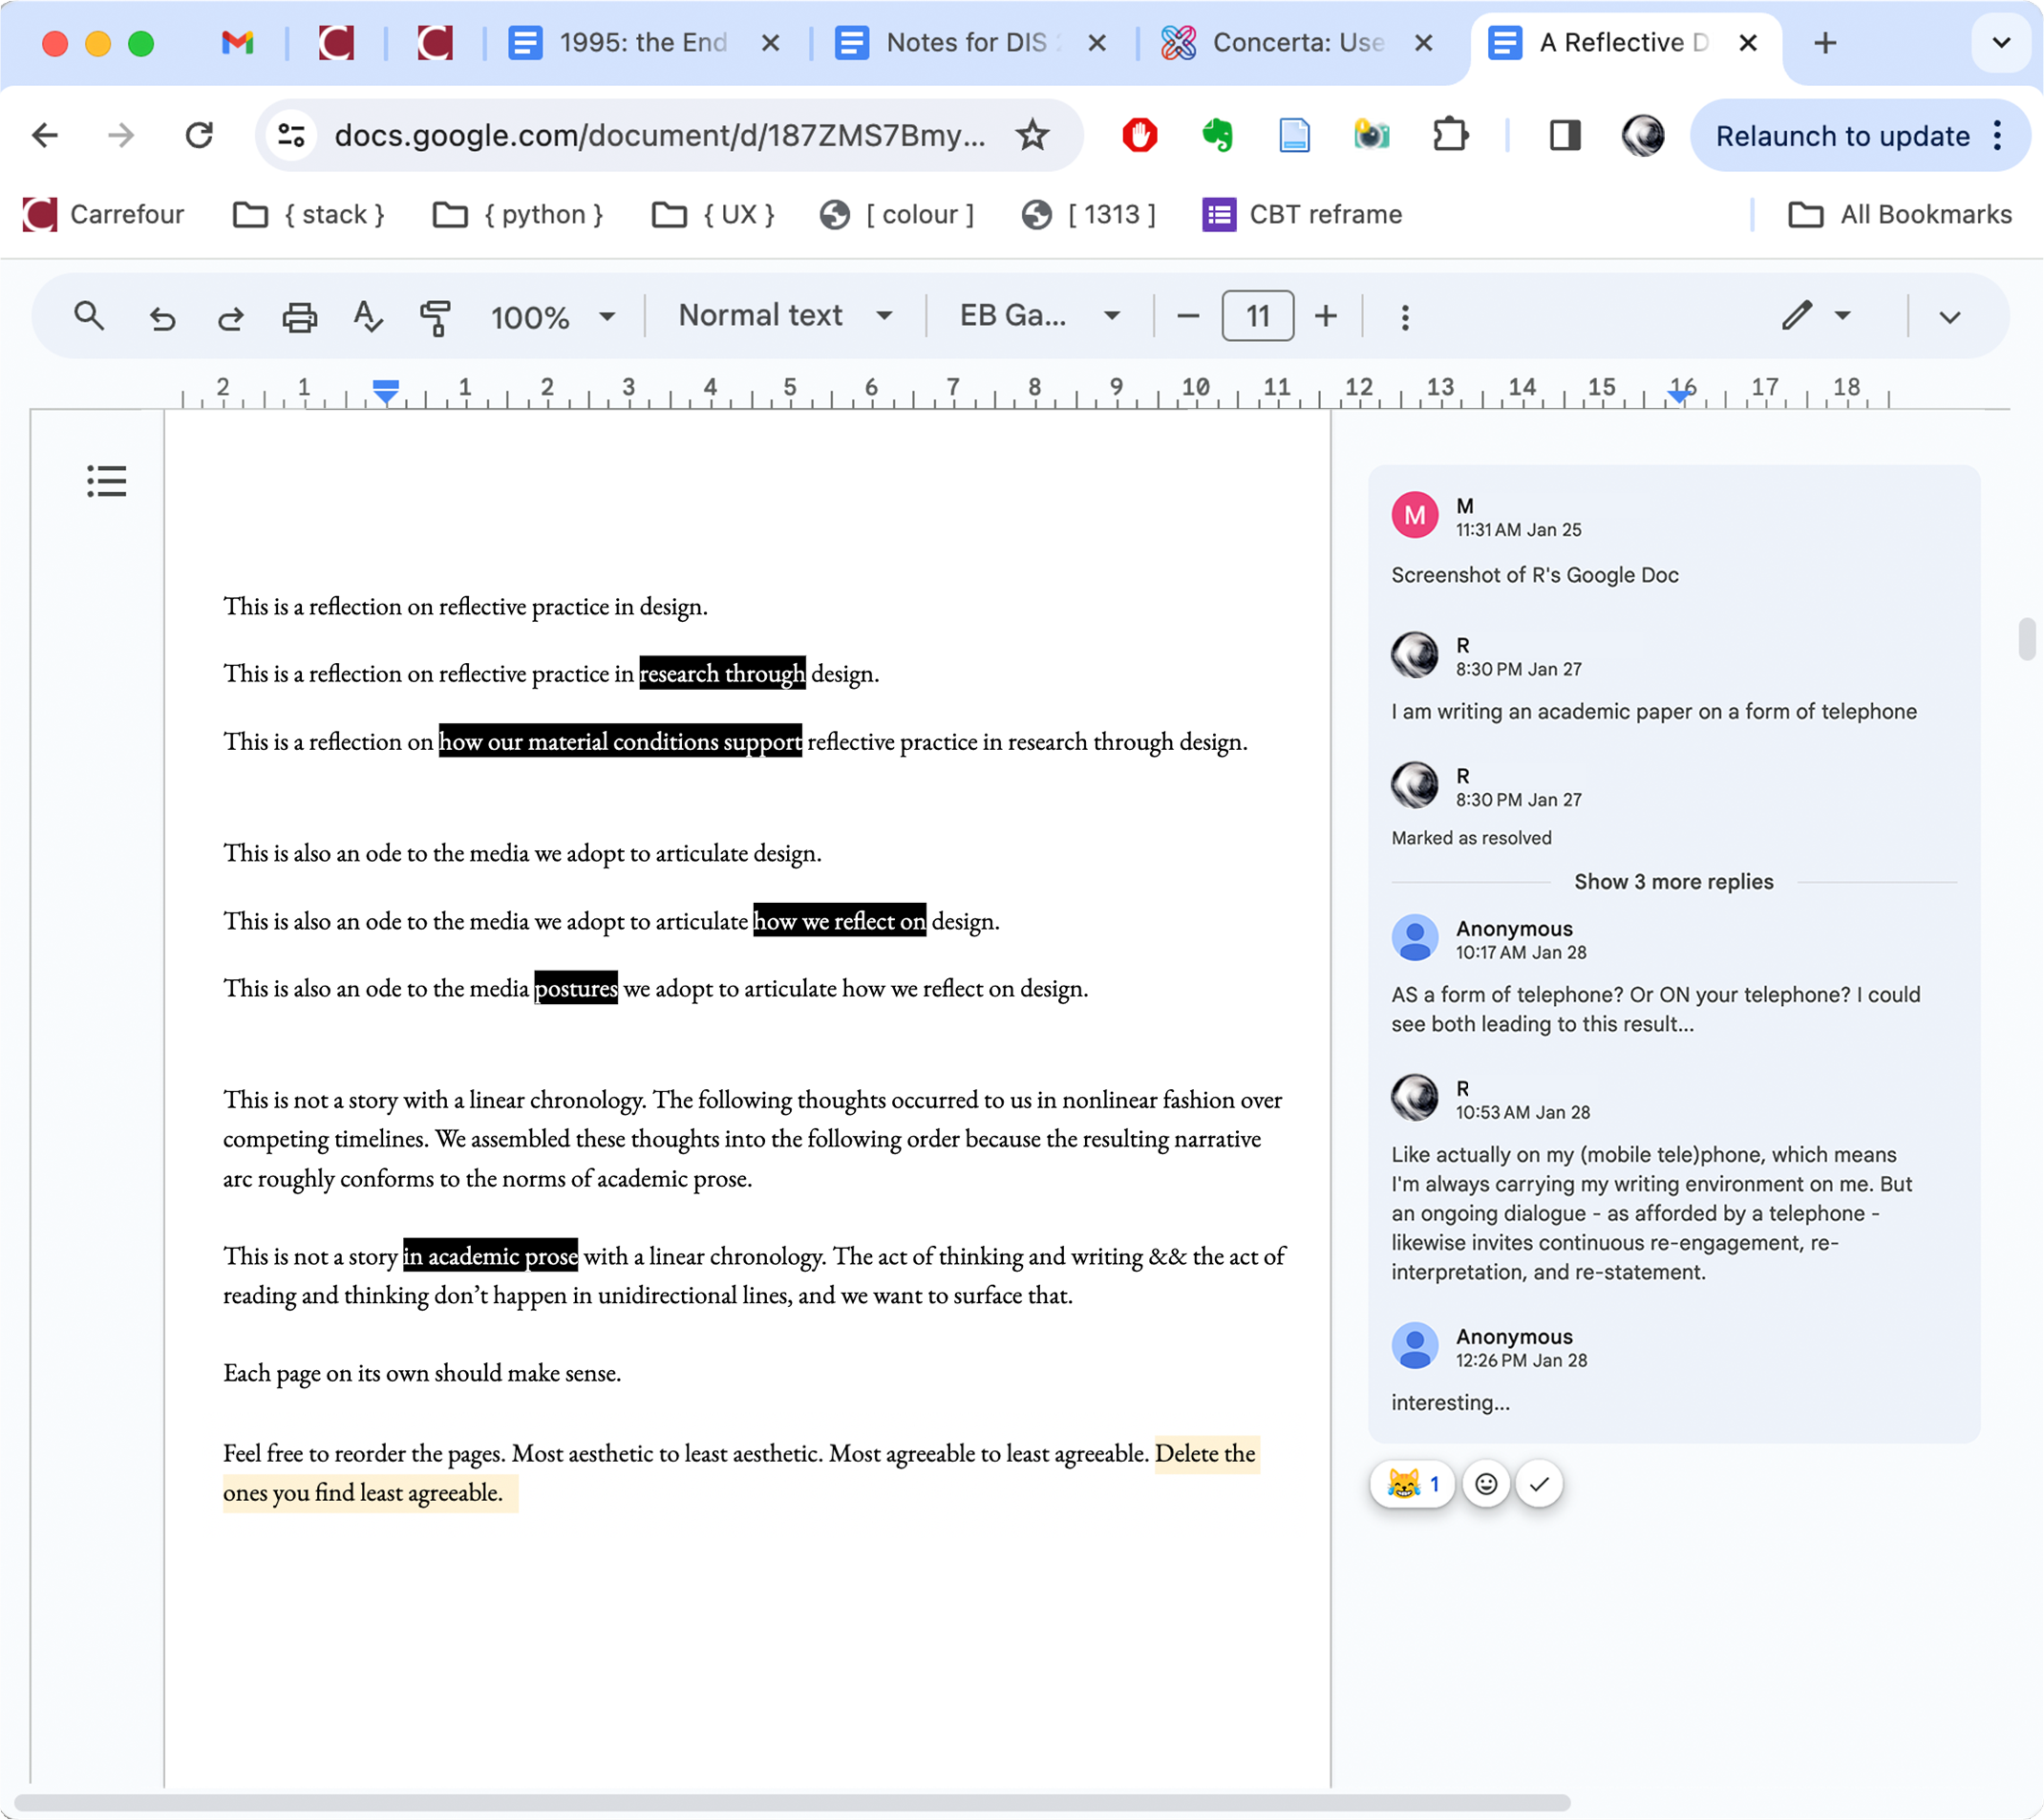 1995: the End
Notes for DIS
Concerta: Use
A Reflective D
docs.google.com/document/d/187ZMS7Bmy...
Relaunch to update
Carrefour
{ stack }
{ python }
{ UX }
[ colour ]
[ 1313 ]
CBT reframe
All Bookmarks
100%
Normal text
EB Ga...
11
2 1 1 2 3 4 5 6 7 8 9 10 11 12 13 14 15 16 17 18
This is a reflection on reflective practice in design.
This is a reflection on reflective practice in research through design.
This is a reflection on how our material conditions support reflective practice in research through design.
This is also an ode to the media we adopt to articulate design.
This is also an ode to the media we adopt to articulate how we reflect on design.
This is also an ode to the media postures we adopt to articulate how we reflect on design.
This is not a story with a linear chronology. The following thoughts occurred to us in nonlinear fashion over
competing timelines. We assembled these thoughts into the following order because the resulting narrative
arc roughly conforms to the norms of academic prose.
This is not a story in academic prose with a linear chronology. The act of thinking and writing && the act of
reading and thinking don’t happen in unidirectional lines, and we want to surface that.
Each page on its own should make sense.
Feel free to reorder the pages. Most aesthetic to least aesthetic. Most agreeable to least agreeable. Delete the
ones you find least agreeable.
M
M
11:31 AM Jan 25
Screenshot of R's Google Doc
R
8:30 PM Jan 27
I am writing an academic paper on a form of telephone
R
8:30 PM Jan 27
Marked as resolved
Show 3 more replies
Anonymous
10:17 AM Jan 28
AS a form of telephone? Or ON your telephone? I could
see both leading to this result...
R
10:53 AM Jan 28
Like actually on my (mobile tele)phone, which means
I'm always carrying my writing environment on me. But
an ongoing dialogue - as afforded by a telephone -
likewise invites continuous re-engagement, re-
interpretation, and re-statement.
Anonymous
12:26 PM Jan 28
interesting...
1